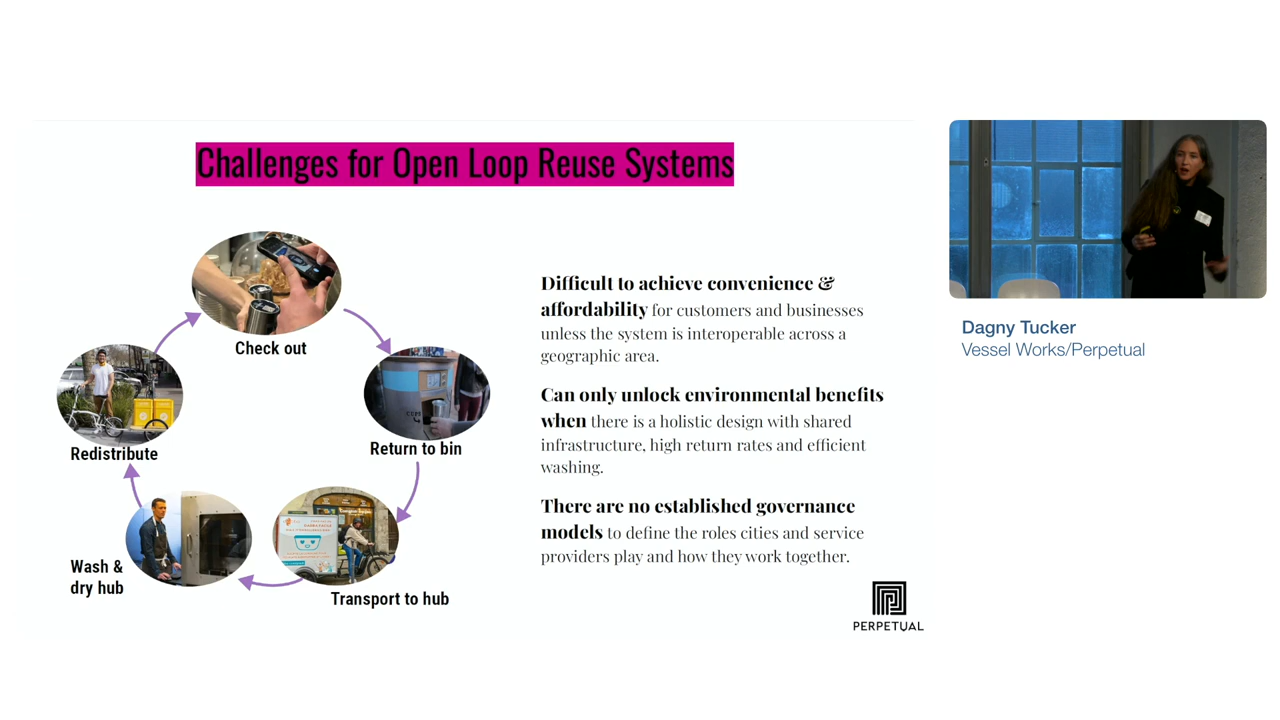 Challenges for Open Loop Reuse Systems
Check out
Return to bin
Transport to hub
Wash &
dry hub
Redistribute
Difficult to achieve convenience &
affordability for customers and businesses
unless the system is interoperable across a
geographic area.
Can only unlock environmental benefits
when there is a holistic design with shared
infrastructure, high return rates and efficient
washing.
There are no established governance
models to define the roles cities and service
providers play and how they work together.
PERPETUAL
Dagny Tucker
Vessel Works/Perpetual